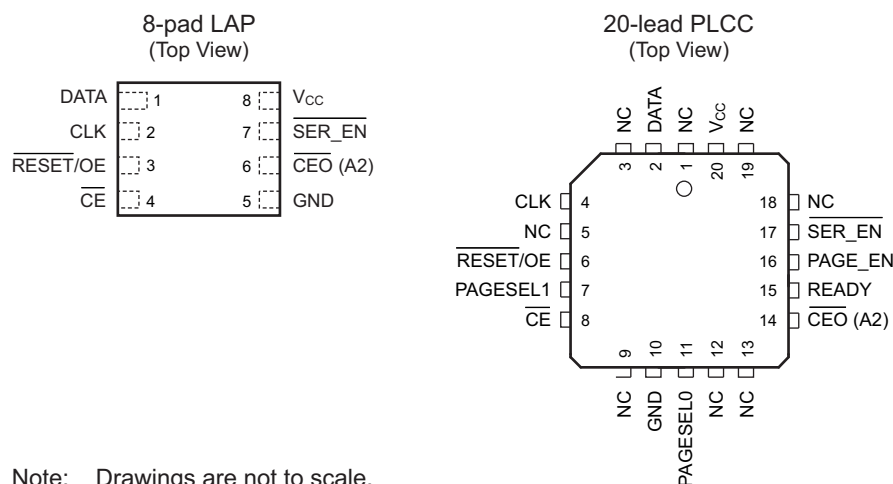 8-pad LAP
(Top View)
DATA 1 8 Vcc
CLK 2 7 SER_EN
RESET/OE 3 6 CEO (A2)
CE 4 5 GND
20-lead PLCC
(Top View)
NC DATA NC Vcc NC
3 2 1 20 19
CLK 4 18 NC
NC 5 17 SER_EN
RESET/OE 6 16 PAGE_EN
PAGESEL1 7 15 READY
CE 8 14 CEO (A2)
9 10 11 12 13
NC GND PAGESEL0 NC NC
Note: Drawings are not to scale.